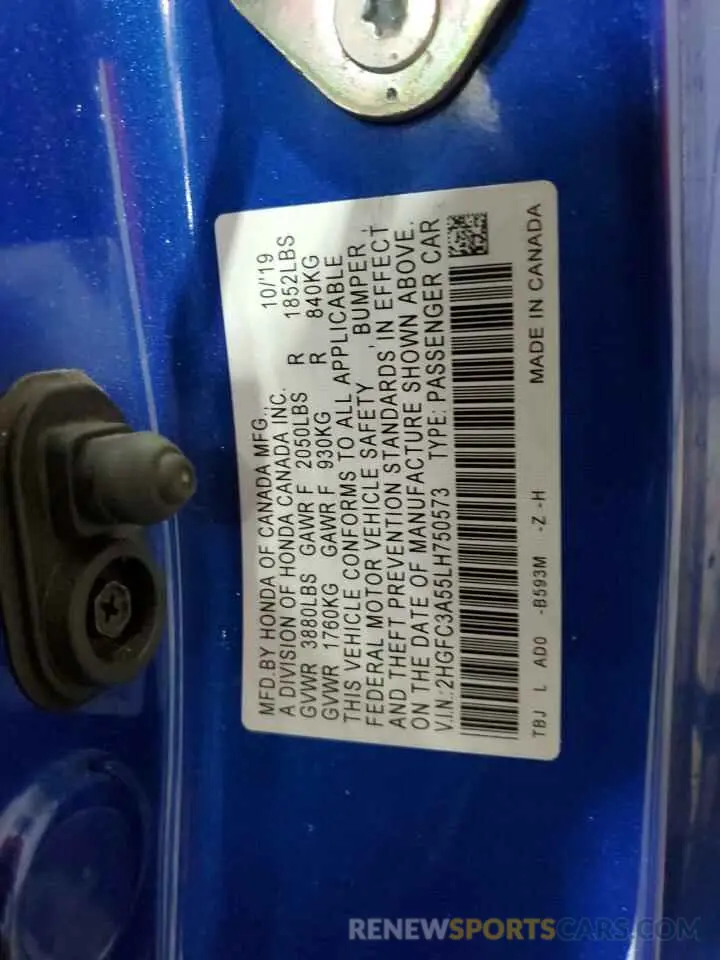 MFD.BY HONDA OF CANADA MFG., 10/'19
A DIVISION OF HONDA CANADA INC.
GVWR 3880LBS GAWR F 2050LBS R 1852LBS
GVWR 1760KG GAWR F 930KG R 840KG
THIS VEHICLE CONFORMS TO ALL APPLICABLE
FEDERAL MOTOR VEHICLE SAFETY, BUMPER,
AND THEFT PREVENTION STANDARDS IN EFFECT
ON THE DATE OF MANUFACTURE SHOWN ABOVE.
V.I.N.:2HGFC3A55LH750573 TYPE: PASSENGER CAR
TBJ L AD0 -B593M -Z -H MADE IN CANADA
RENEWSPORTSCARS.COM